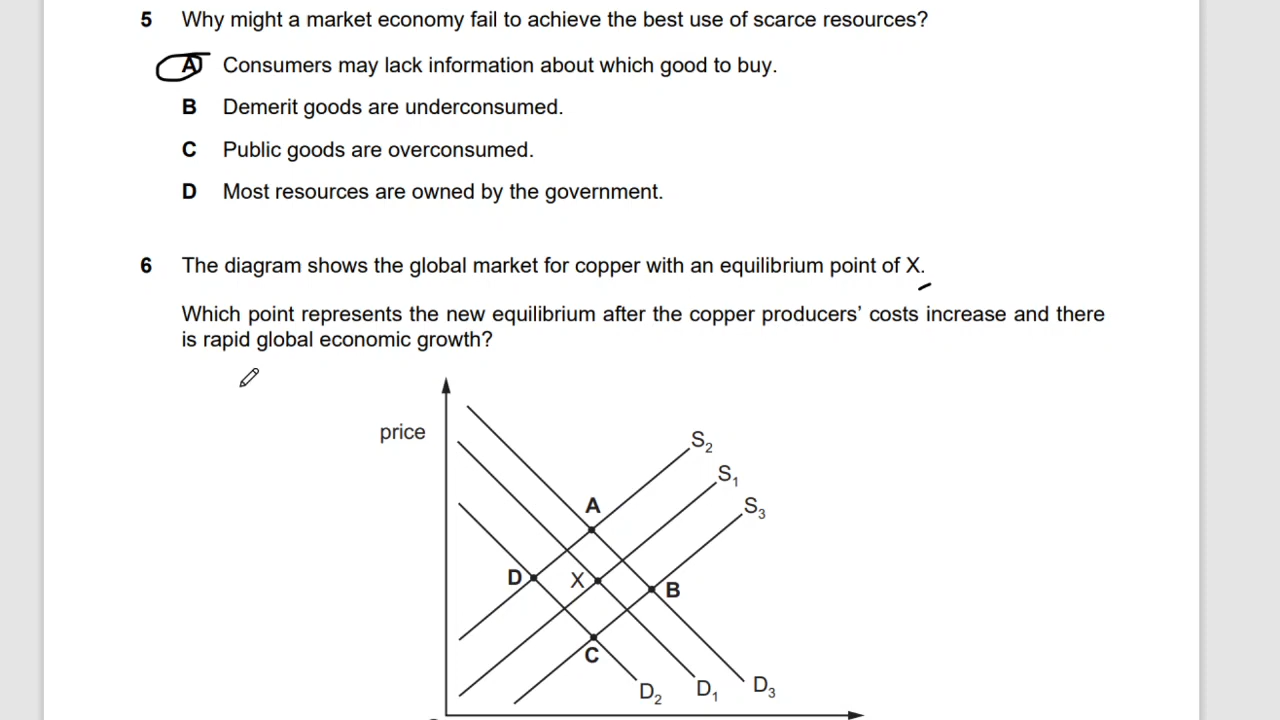 5 Why might a market economy fail to achieve the best use of scarce resources?
A Consumers may lack information about which good to buy.
B Demerit goods are underconsumed.
C Public goods are overconsumed.
D Most resources are owned by the government.
6 The diagram shows the global market for copper with an equilibrium point of X.
Which point represents the new equilibrium after the copper producers’ costs increase and there
is rapid global economic growth?
price
S2
S1
S3
A
D
X
B
C
D2
D1
D3